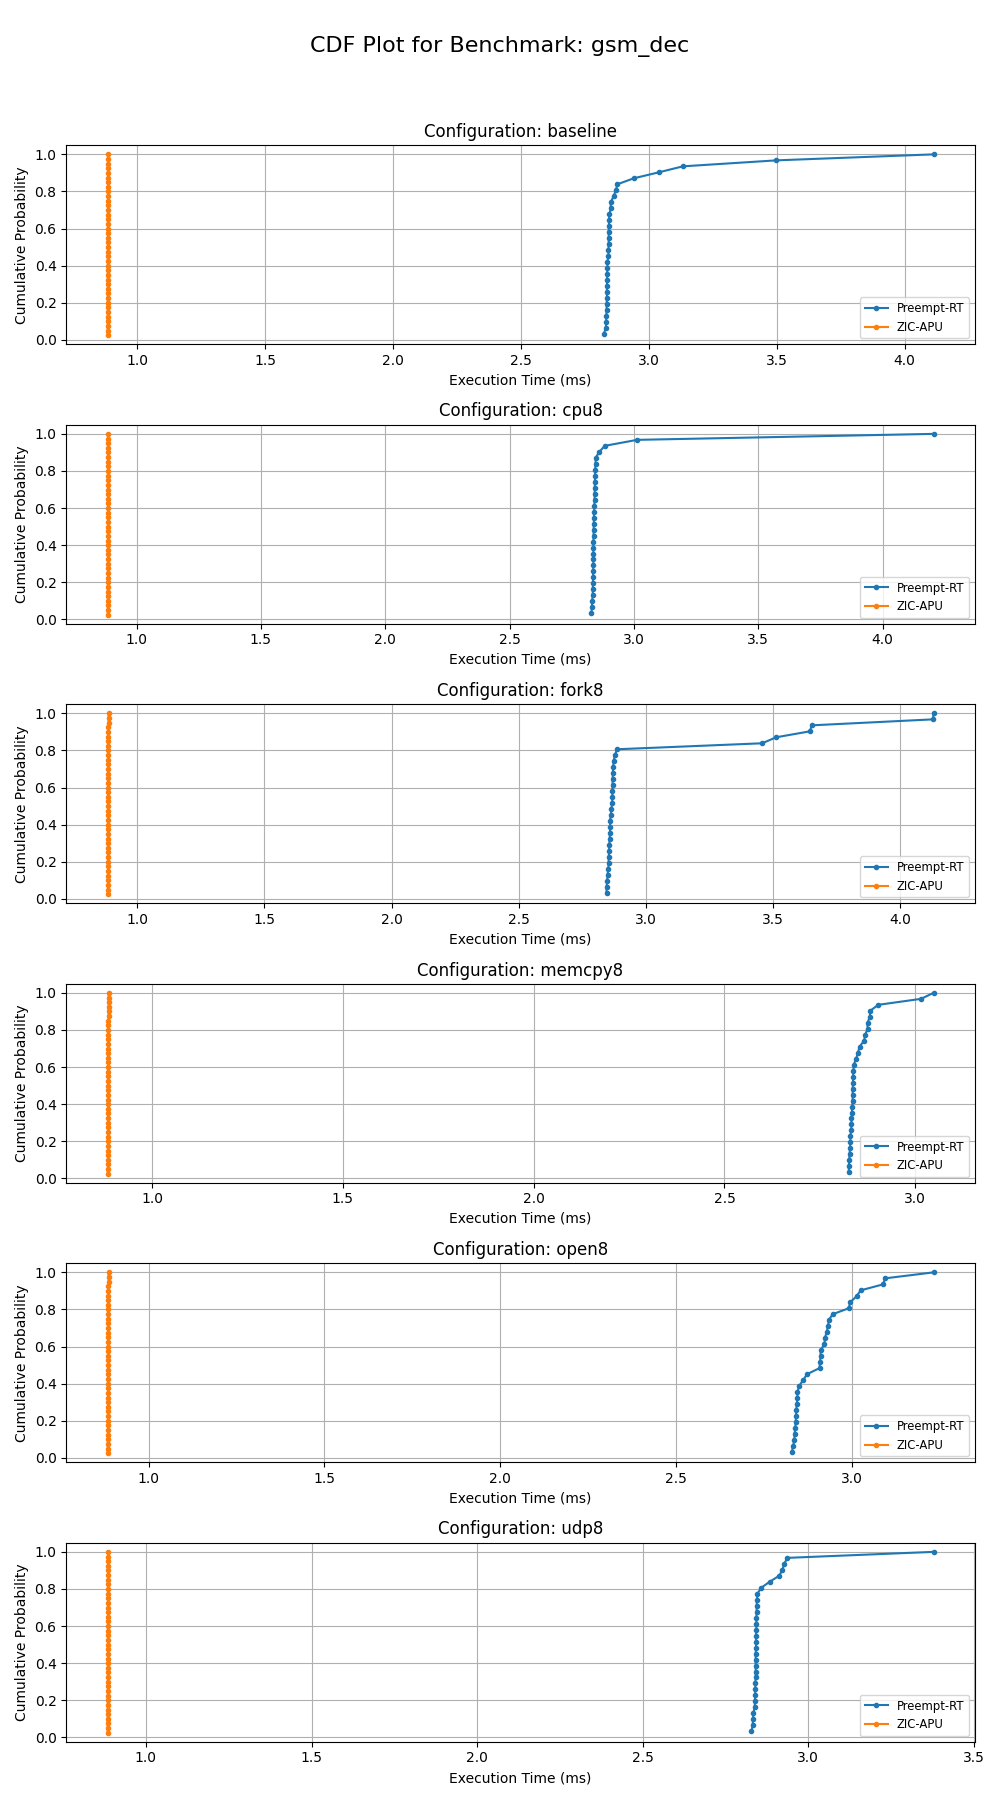 CDF Plot for Benchmark: gsm_dec
Configuration: baseline
Cumulative Probability
1.0
0.8
0.6
0.4
0.2
0.0
Preempt-RT
ZIC-APU
1.0 1.5 2.0 2.5 3.0 3.5 4.0
Execution Time (ms)
Configuration: cpu8
Cumulative Probability
1.0
0.8
0.6
0.4
0.2
0.0
Preempt-RT
ZIC-APU
1.0 1.5 2.0 2.5 3.0 3.5 4.0
Execution Time (ms)
Configuration: fork8
Cumulative Probability
1.0
0.8
0.6
0.4
0.2
0.0
Preempt-RT
ZIC-APU
1.0 1.5 2.0 2.5 3.0 3.5 4.0
Execution Time (ms)
Configuration: memcpy8
Cumulative Probability
1.0
0.8
0.6
0.4
0.2
0.0
Preempt-RT
ZIC-APU
1.0 1.5 2.0 2.5 3.0
Execution Time (ms)
Configuration: open8
Cumulative Probability
1.0
0.8
0.6
0.4
0.2
0.0
Preempt-RT
ZIC-APU
1.0 1.5 2.0 2.5 3.0
Execution Time (ms)
Configuration: udp8
Cumulative Probability
1.0
0.8
0.6
0.4
0.2
0.0
Preempt-RT
ZIC-APU
1.0 1.5 2.0 2.5 3.0 3.5
Execution Time (ms)